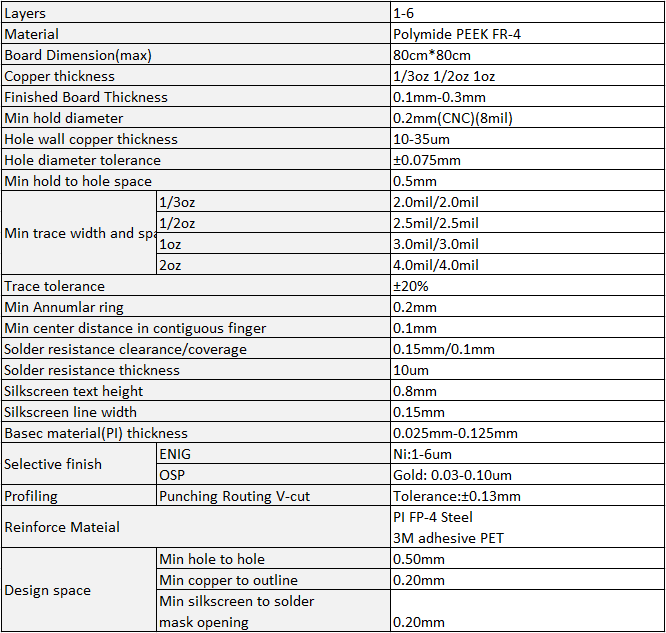 Layers 1-6
Material Polymide PEEK FR-4
Board Dimension(max) 80cm*80cm
Copper thickness 1/3oz 1/2oz 1oz
Finished Board Thickness 0.1mm-0.3mm
Min hold diameter 0.2mm(CNC)(8mil)
Hole wall copper thickness 10-35um
Hole diameter tolerance ±0.075mm
Min hold to hole space 0.5mm
Min trace width and spa
1/3oz 2.0mil/2.0mil
1/2oz 2.5mil/2.5mil
1oz 3.0mil/3.0mil
2oz 4.0mil/4.0mil
Trace tolerance ±20%
Min Annumlar ring 0.2mm
Min center distance in contiguous finger 0.1mm
Solder resistance clearance/coverage 0.15mm/0.1mm
Solder resistance thickness 10um
Silkscreen text height 0.8mm
Silkscreen line width 0.15mm
Basec material(PI) thickness 0.025mm-0.125mm
Selective finish
ENIG Ni:1-6um
OSP Gold: 0.03-0.10um
Profiling Punching Routing V-cut Tolerance:±0.13mm
Reinforce Mateial
PI FP-4 Steel
3M adhesive PET
Design space
Min hole to hole 0.50mm
Min copper to outline 0.20mm
Min silkscreen to solder
mask opening 0.20mm